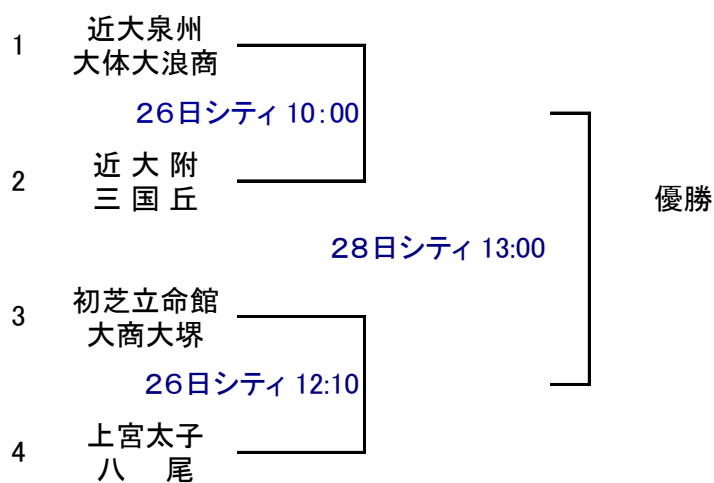 1 近大泉州
大体大浪商
26日シティ 10:00
2 近 大 附
三 国 丘
優勝
28日シティ 13:00
3 初芝立命館
大商大堺
26日シティ 12:10
4 上宮太子
八 尾